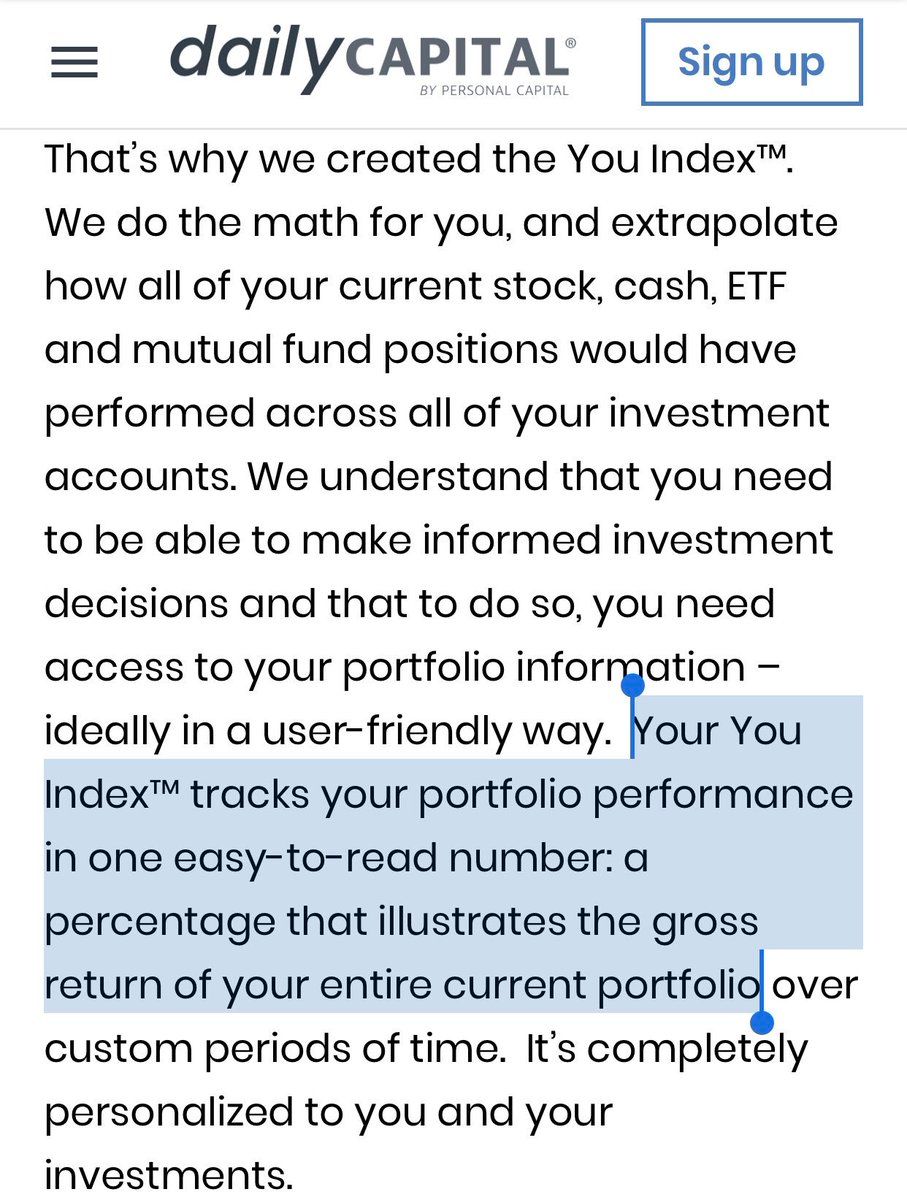 dailyCAPITAL®
BY PERSONAL CAPITAL
Sign up
That’s why we created the You Index™.
We do the math for you, and extrapolate
how all of your current stock, cash, ETF
and mutual fund positions would have
performed across all of your investment
accounts. We understand that you need
to be able to make informed investment
decisions and that to do so, you need
access to your portfolio information –
ideally in a user-friendly way.  Your You
Index™ tracks your portfolio performance
in one easy-to-read number: a
percentage that illustrates the gross
return of your entire current portfolio over
custom periods of time.  It’s completely
personalized to you and your
investments.